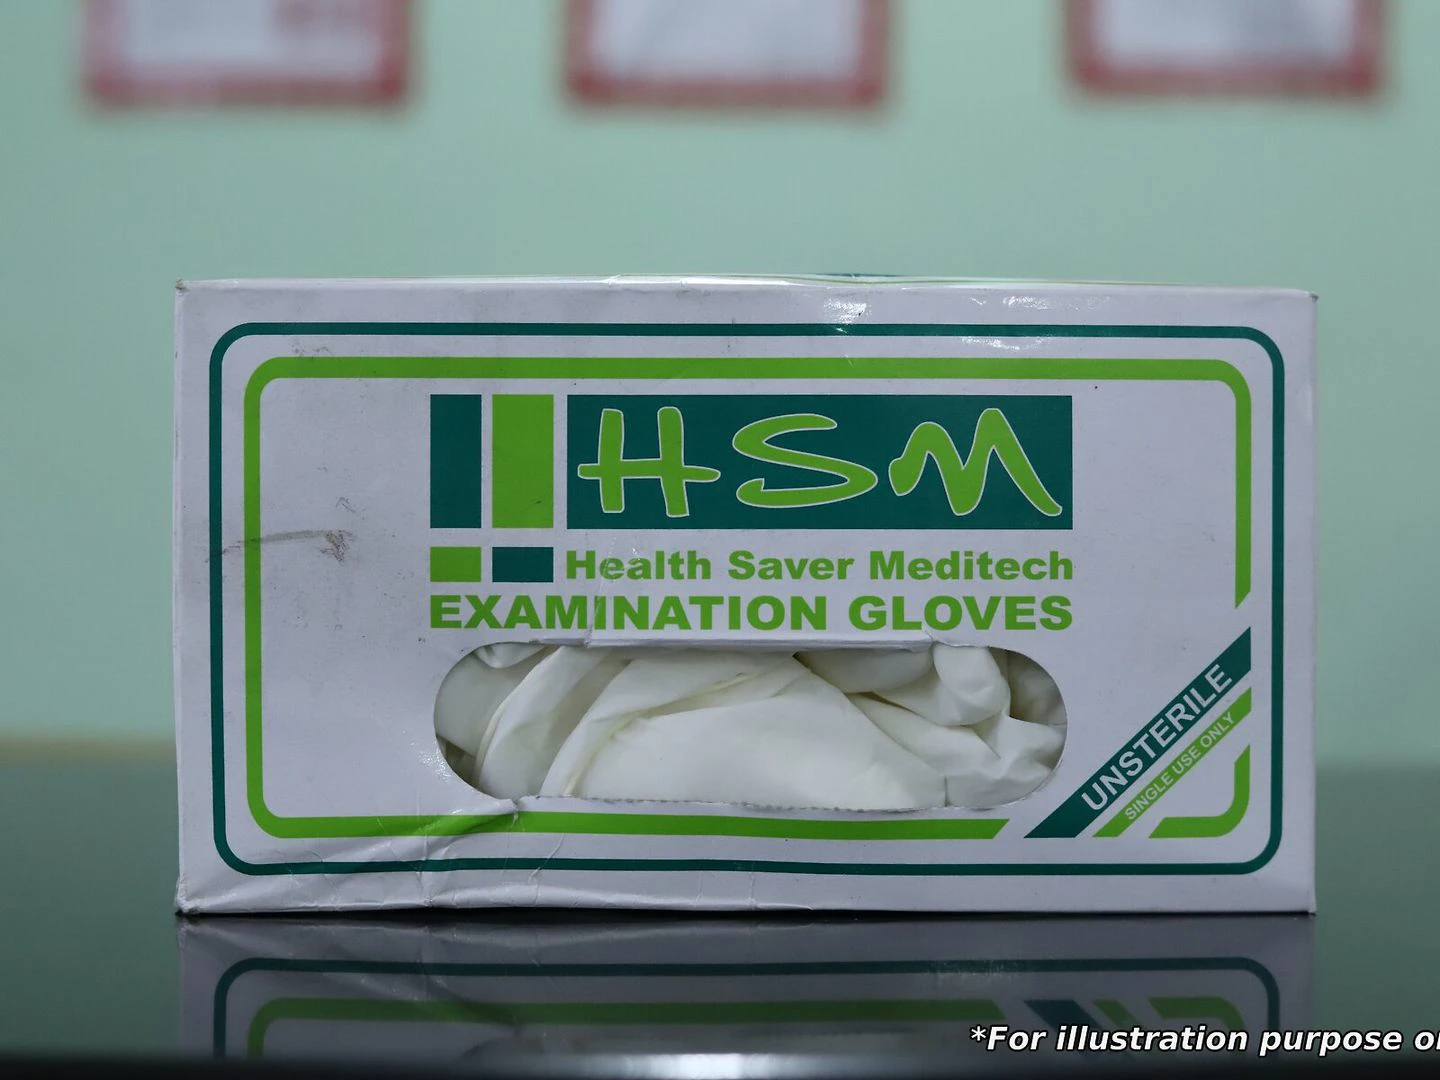 HSM
Health Saver Meditech
EXAMINATION GLOVES
UNSTERILE
SINGLE USE ONLY
*For illustration purpose